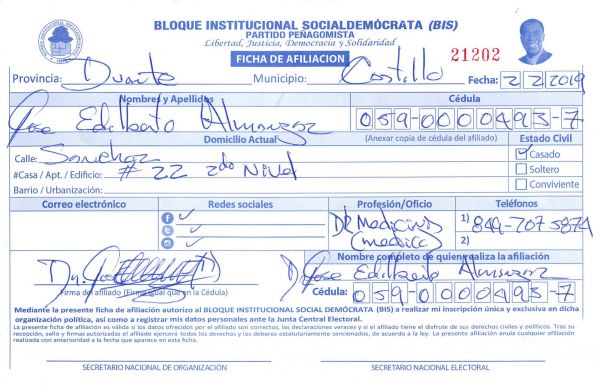 BLOQUE INSTITUCIONAL SOCIALDEMÓCRATA (BIS)
PARTIDO PEÑAGOMISTA
Libertad, Justicia, Democracia y Solidaridad
FICHA DE AFILIACION
21202
Provincia: Duarte Municipio: Castillo Fecha: 2 2 2019
Nombres y Apellidos Cédula
Jose Edilberto Almanzar 059-0000493-7
Domicilio Actual (Anexar copia de cédula del afiliado) Estado Civil
Calle: Sanchez
Casado
#Casa / Apt. / Edificio: # 22 2do Nivel
Soltero
Barrio / Urbanización:
Conviviente
Correo electrónico Redes sociales Profesión/Oficio Teléfonos
DR Medicina
(medico)
1) 849-707 5874
2)
Nombre completo de quien realiza la afiliación
Jose Edilberto Almanzar
Firma del afiliado (Firma igual que en la Cédula)
Cédula: 059-0000493-7
Mediante la presente ficha de afiliación autorizo al BLOQUE INSTITUCIONAL SOCIAL DEMÓCRATA (BIS) a realizar mi inscripción única y exclusiva en dicha
organización política, así como a registrar mis datos personales ante la Junta Central Electoral.
La presente ficha de afiliación es válida si los datos ofrecidos por el afiliado son correctos, las declaraciones veraces y si el afiliado tiene el disfrute de sus derechos civiles y políticos. Tras su
recepción, sello y firmas autorizadas el afiliado ejercerá todos los derechos y los deberes estatutariamente sancionados, de acuerdo a la ley. La presente afiliación anula cualquier afiliación
realizada con anterioridad a la fecha que aparece en esta ficha.
SECRETARIO NACIONAL DE ORGANIZACIÓN SECRETARIO NACIONAL ELECTORAL